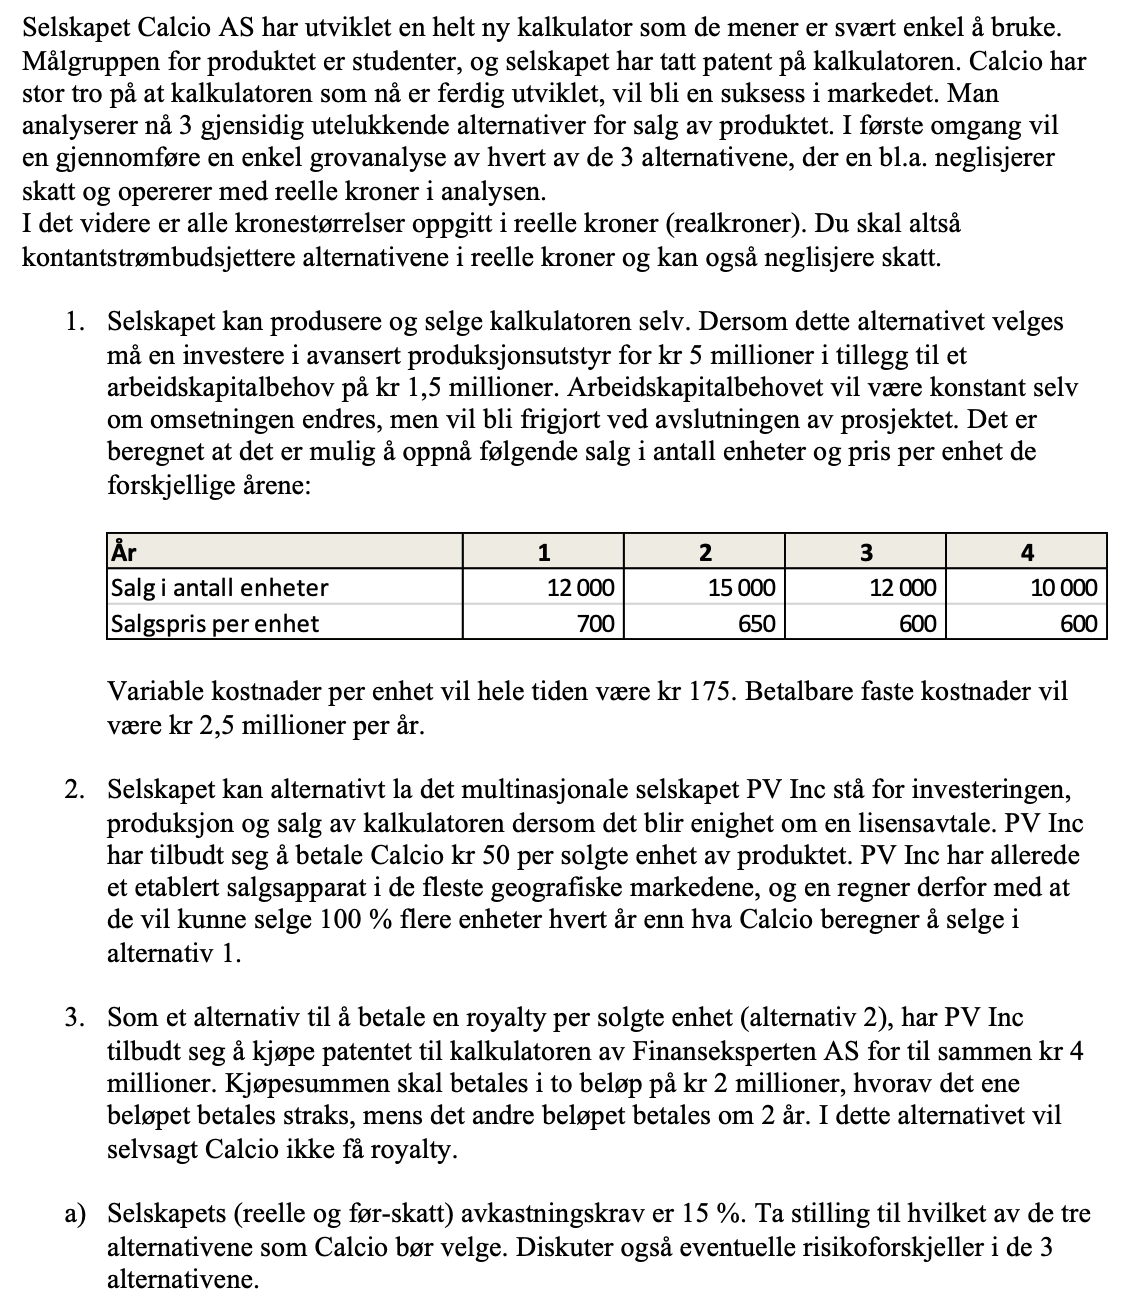 Selskapet Calcio AS har utviklet en helt ny kalkulator som de mener er svært enkel å bruke.
Målgruppen for produktet er studenter, og selskapet har tatt patent på kalkulatoren. Calcio har
stor tro på at kalkulatoren som nå er ferdig utviklet, vil bli en suksess i markedet. Man
analyserer nå 3 gjensidig utelukkende alternativer for salg av produktet. I første omgang vil
en gjennomføre en enkel grovanalyse av hvert av de 3 alternativene, der en bl.a. neglisjerer
skatt og opererer med reelle kroner i analysen.
I det videre er alle kronestørrelser oppgitt i reelle kroner (realkroner). Du skal altså
kontantstrømbudsjettere alternativene i reelle kroner og kan også neglisjere skatt.
1. Selskapet kan produsere og selge kalkulatoren selv. Dersom dette alternativet velges
må en investere i avansert produksjonsutstyr for kr 5 millioner i tillegg til et
arbeidskapitalbehov på kr 1,5 millioner. Arbeidskapitalbehovet vil være konstant selv
om omsetningen endres, men vil bli frigjort ved avslutningen av prosjektet. Det er
beregnet at det er mulig å oppnå følgende salg i antall enheter og pris per enhet de
forskjellige årene:
År 1 2 3 4
Salg i antall enheter 12 000 15 000 12 000 10 000
Salgspris per enhet 700 650 600 600
Variable kostnader per enhet vil hele tiden være kr 175. Betalbare faste kostnader vil
være kr 2,5 millioner per år.
2. Selskapet kan alternativt la det multinasjonale selskapet PV Inc stå for investeringen,
produksjon og salg av kalkulatoren dersom det blir enighet om en lisensavtale. PV Inc
har tilbudt seg å betale Calcio kr 50 per solgte enhet av produktet. PV Inc har allerede
et etablert salgsapparat i de fleste geografiske markedene, og en regner derfor med at
de vil kunne selge 100 % flere enheter hvert år enn hva Calcio beregner å selge i
alternativ 1.
3. Som et alternativ til å betale en royalty per solgte enhet (alternativ 2), har PV Inc
tilbudt seg å kjøpe patentet til kalkulatoren av Finanseksperten AS for til sammen kr 4
millioner. Kjøpesummen skal betales i to beløp på kr 2 millioner, hvorav det ene
beløpet betales straks, mens det andre beløpet betales om 2 år. I dette alternativet vil
selvsagt Calcio ikke få royalty.
a) Selskapets (reelle og før-skatt) avkastningskrav er 15 %. Ta stilling til hvilket av de tre
alternativene som Calcio bør velge. Diskuter også eventuelle risikoforskjeller i de 3
alternativene.